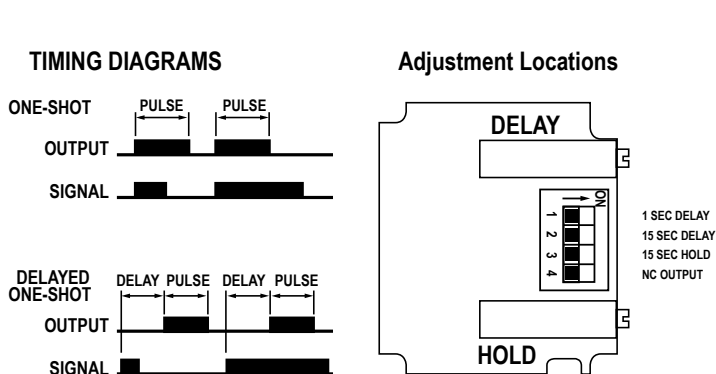 TIMING DIAGRAMS
ONE-SHOT
PULSE PULSE
OUTPUT
SIGNAL
DELAYED
ONE-SHOT
DELAY PULSE DELAY PULSE
OUTPUT
SIGNAL
Adjustment Locations
DELAY
ON
1
2
3
4
1 SEC DELAY
15 SEC DELAY
15 SEC HOLD
NC OUTPUT
HOLD